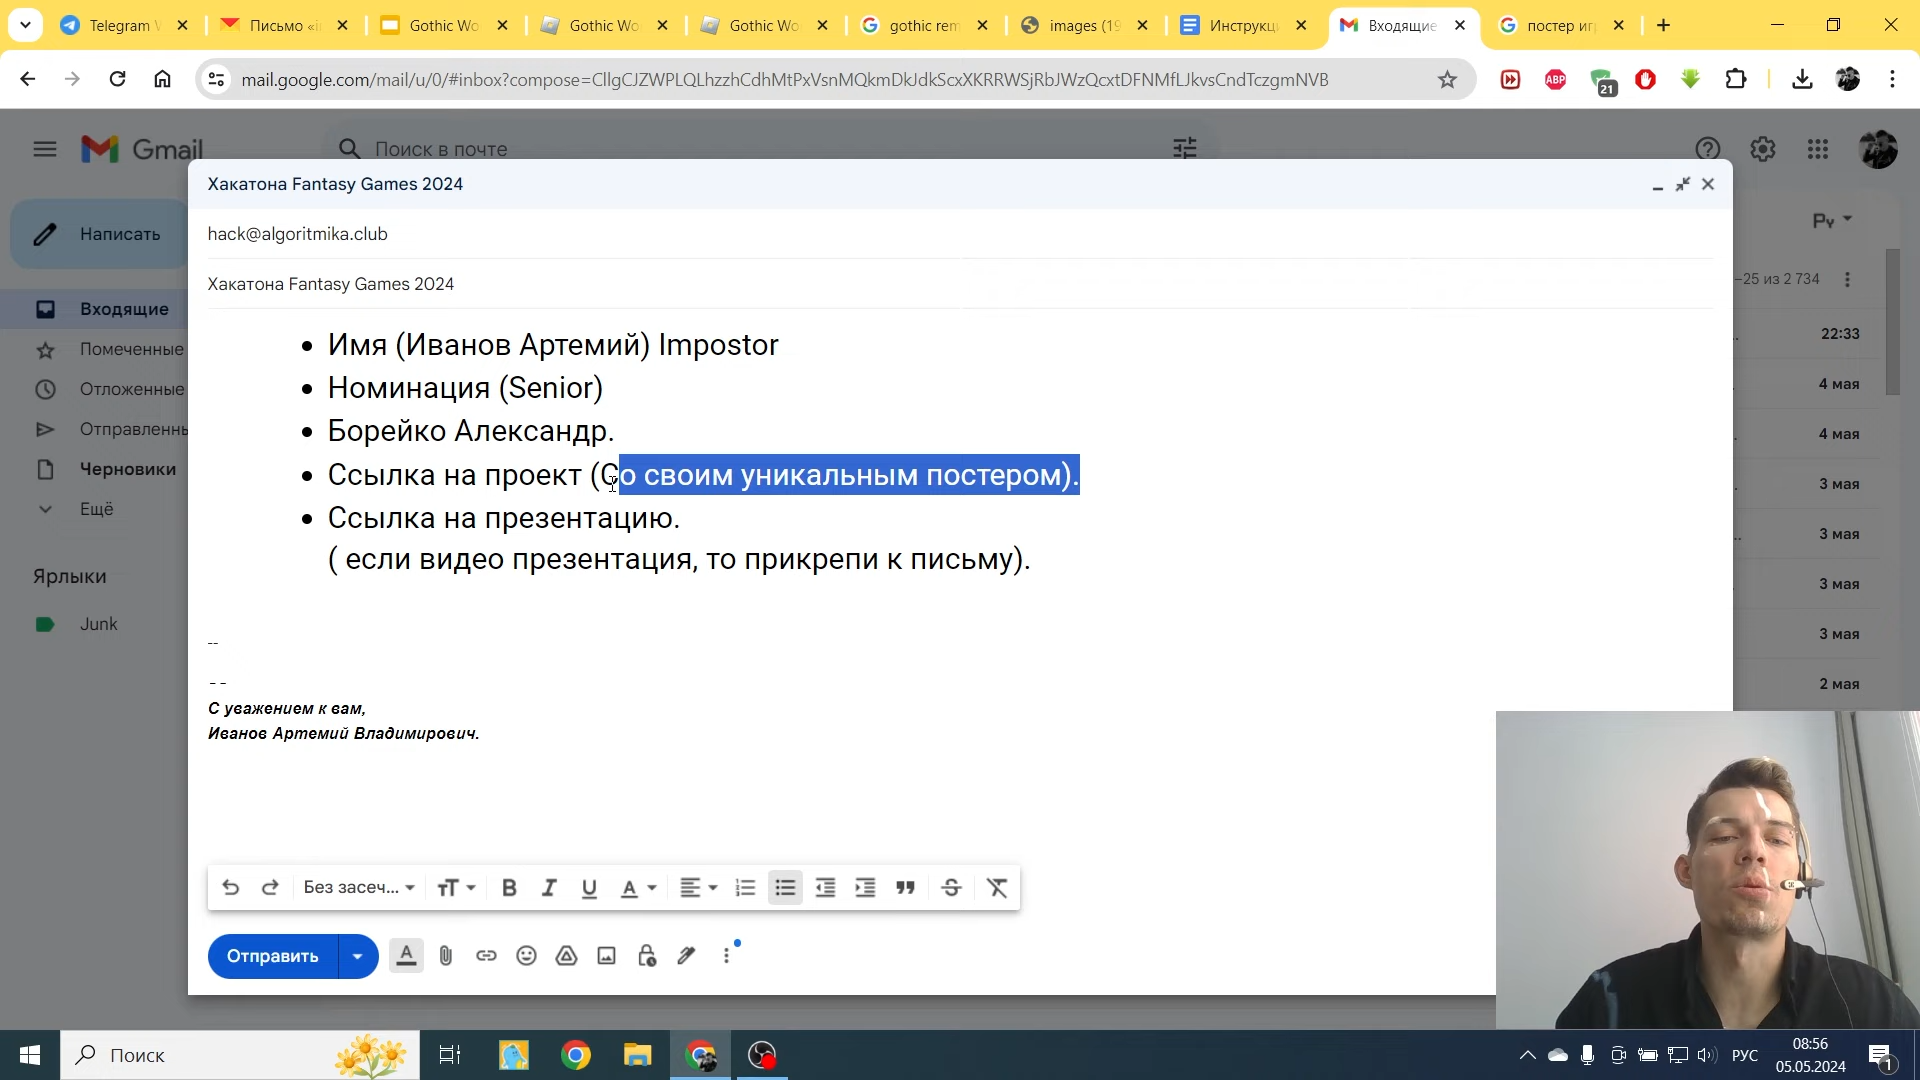 Telegram W
Письмо «и
Gothic Wo
Gothic Wo
Gothic Wo
gothic rem
images (19
Инструкци
Входящие
постер иг
mail.google.com/mail/u/0/#inbox?compose=CllgCJZWPLQLhzzhCdhMtPxVsnMQkmDkJdkScxXKRRWSjRbJWzQcxtDFNMfLJkvsCndTczgmNVB
ABP
21
Gmail
Поиск в почте
Написать
Входящие
Помеченные
Отложенные
Отправленны
Черновики
Ещё
Ярлыки
Junk
Ру
–25 из 2 734
22:33
4 мая
4 мая
3 мая
3 мая
3 мая
3 мая
2 мая
Хакатона Fantasy Games 2024
hack@algoritmika.club
Хакатона Fantasy Games 2024
Имя (Иванов Артемий) Impostor
Номинация (Senior)
Борейко Александр.
Ссылка на проект (Со своим уникальным постером).
Ссылка на презентацию.
( если видео презентация, то прикрепи к письму).
--
--
С уважением к вам,
Иванов Артемий Владимирович.
Без засеч...
Отправить
Поиск
РУС
08:56
05.05.2024
1